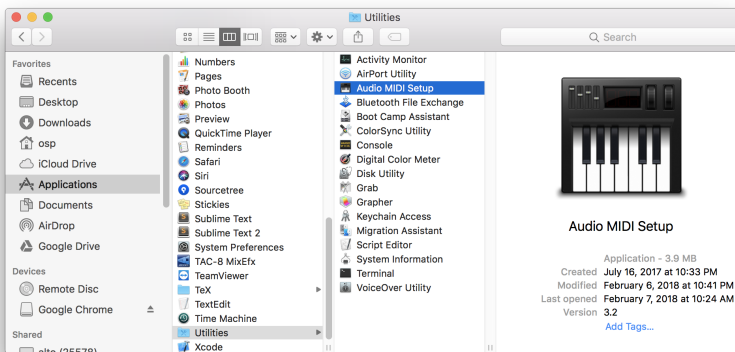 Utilities
Search
Favorites
Recents
Desktop
Downloads
osp
iCloud Drive
Applications
Documents
AirDrop
Google Drive
Devices
Remote Disc
Google Chrome
Shared
Numbers
Pages
Photo Booth
Photos
Preview
QuickTime Player
Reminders
Safari
Siri
Sourcetree
Stickies
Sublime Text
Sublime Text 2
System Preferences
TAC-8 MixEfx
TeamViewer
TeX
TextEdit
Time Machine
Utilities
Xcode
Activity Monitor
AirPort Utility
Audio MIDI Setup
Bluetooth File Exchange
Boot Camp Assistant
ColorSync Utility
Console
Digital Color Meter
Disk Utility
Grab
Grapher
Keychain Access
Migration Assistant
Script Editor
System Information
Terminal
VoiceOver Utility
Audio MIDI Setup
Application - 3.9 MB
Created July 16, 2017 at 10:33 PM
Modified February 6, 2018 at 10:41 PM
Last opened February 7, 2018 at 10:24 AM
Version 3.2
Add Tags...